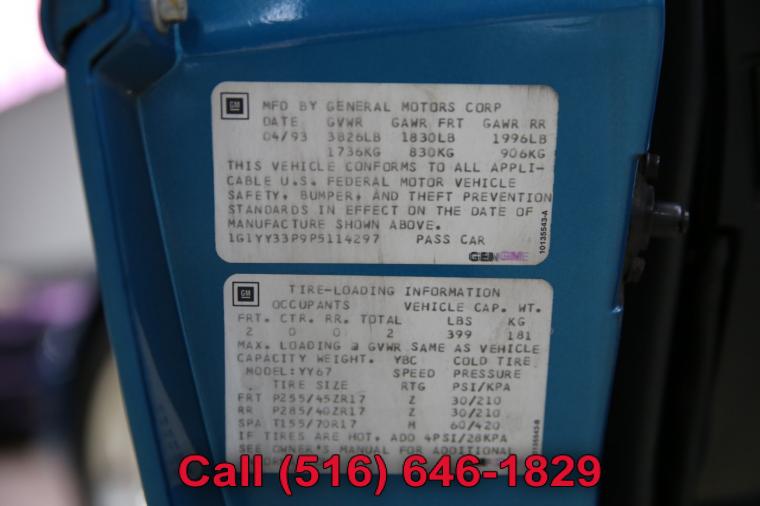 GM MFD BY GENERAL MOTORS CORP
DATE GVWR GAWR FRT GAWR RR
04/93 3826LB 1830LB 1996LB
1736KG 830KG 906KG
THIS VEHICLE CONFORMS TO ALL APPLI-
CABLE U.S. FEDERAL MOTOR VEHICLE
SAFETY, BUMPER, AND THEFT PREVENTION
STANDARDS IN EFFECT ON THE DATE OF
MANUFACTURE SHOWN ABOVE.
1G1YY33P9P5114297 PASS CAR
10135543-A
GM TIRE-LOADING INFORMATION
OCCUPANTS VEHICLE CAP. WT.
FRT. CTR. RR. TOTAL LBS KG
2 0 0 2 399 181
MAX. LOADING @ GVWR SAME AS VEHICLE
CAPACITY WEIGHT. YBC COLD TIRE
MODEL:YY67 SPEED PRESSURE
TIRE SIZE RTG PSI/KPA
FRT P255/45ZR17 Z 30/210
RR P285/40ZR17 Z 30/210
SPA T155/70R17 M 60/420
IF TIRES ARE HOT, ADD 4PSI/28KPA
SEE OWNER'S MANUAL FOR ADDITIONAL
Call (516) 646-1829